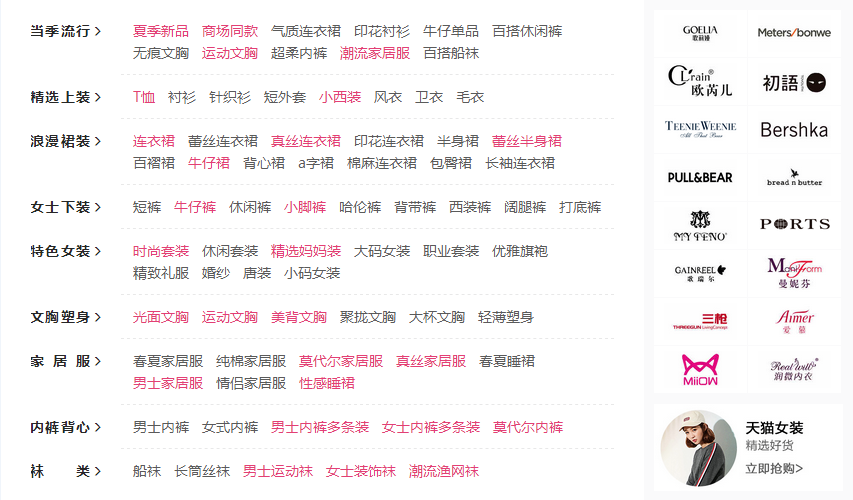 当季流行 > 夏季新品 商场同款 气质连衣裙 印花衬衫 牛仔单品 百搭休闲裤
无痕文胸 运动文胸 超柔内裤 潮流家居服 百搭船袜
精选上装 > T恤 衬衫 针织衫 短外套 小西装 风衣 卫衣 毛衣
浪漫裙装 > 连衣裙 蕾丝连衣裙 真丝连衣裙 印花连衣裙 半身裙 蕾丝半身裙
百褶裙 牛仔裙 背心裙 a字裙 棉麻连衣裙 包臀裙 长袖连衣裙
女士下装 > 短裤 牛仔裤 休闲裤 小脚裤 哈伦裤 背带裤 西装裤 阔腿裤 打底裤
特色女装 > 时尚套装 休闲套装 精选妈妈装 大码女装 职业套装 优雅旗袍
精致礼服 婚纱 唐装 小码女装
文胸塑身 > 光面文胸 运动文胸 美背文胸 聚拢文胸 大杯文胸 轻薄塑身
家居服 > 春夏家居服 纯棉家居服 莫代尔家居服 真丝家居服 春夏睡裙
男士家居服 情侣家居服 性感睡裙
内裤背心 > 男士内裤 女式内裤 男士内裤多条装 女士内裤多条装 莫代尔内裤
袜类 > 船袜 长筒丝袜 男士运动袜 女士装饰袜 潮流渔网袜
GOELIA
歌莉娅
Meters/bonwe
CLrain®
欧芮儿
初語
TEENIE WEENIE
All Star Bears
Bershka
PULL&BEAR
bread n butter
MYTENO
PORTS
GAINREEL
歌瑞尔
ManiForm
曼妮芬
三枪
THREEGUN LivingConcept
Aimer
爱慕
MiiOW
Real will
润微内衣
天猫女装
精选好货
立即抢购>